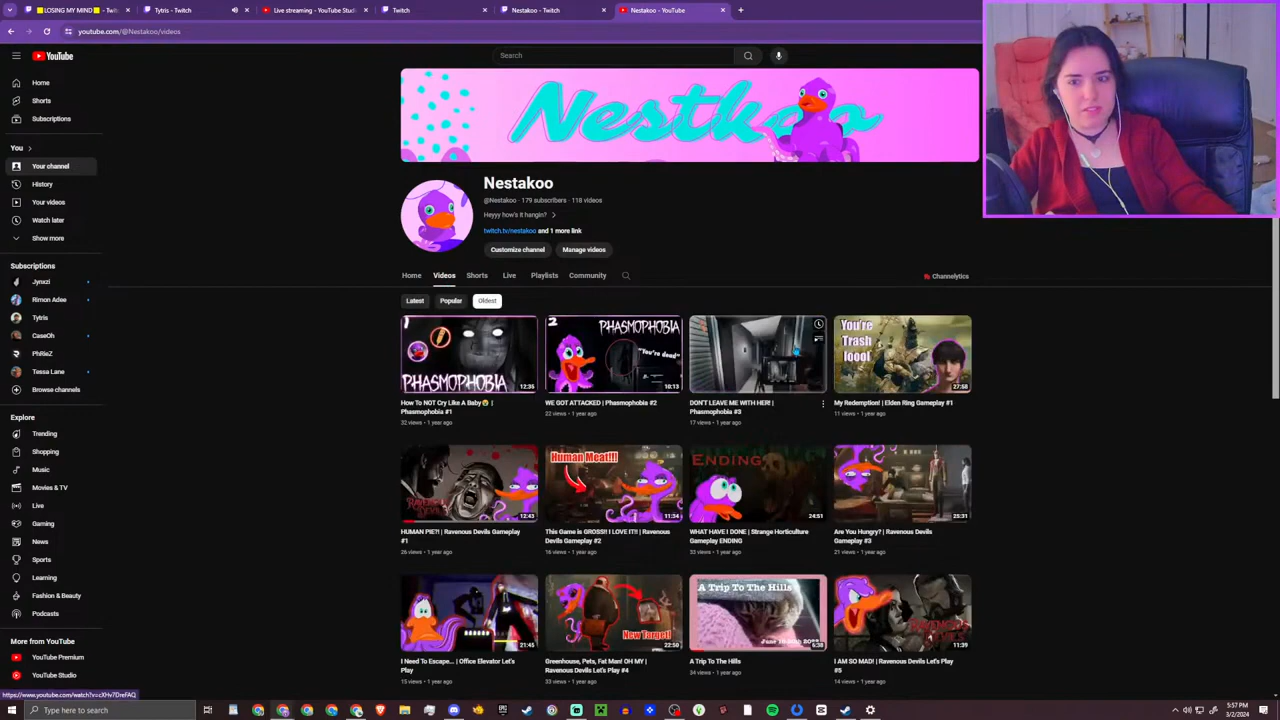 LOSING MY MIND
Tytris - Twitch
Live streaming - YouTube Stud
Twitch
Nestakoo - Twitch
Nestakoo - YouTube
youtube.com/@Nestakoo/videos
YouTube
Search
Home
Shorts
Subscriptions
You
Your channel
History
Your videos
Watch later
Show more
Subscriptions
Jynxzi
Rimon Adee
Tytris
CaseOh
PhRieZ
Tessa Lane
Browse channels
Explore
Trending
Shopping
Music
Movies & TV
Live
Gaming
News
Sports
Learning
Fashion & Beauty
Podcasts
More from YouTube
YouTube Premium
YouTube Studio
Nestakoo
Nestakoo
@Nestakoo · 179 subscribers · 118 videos
Heyyy how's it hangin?
twitch.tv/nestakoo and 1 more link
Customize channel
Manage videos
Home
Videos
Shorts
Live
Playlists
Community
Channelytics
Latest
Popular
Oldest
1
PHASMOPHOBIA
12:35
2
PHASMOPHOBIA
"You're dead"
10:13
You're
Trash
loool
27:58
How To NOT Cry Like A Baby😭 |
Phasmophobia #1
32 views • 1 year ago
WE GOT ATTACKED | Phasmophobia #2
22 views • 1 year ago
DON'T LEAVE ME WITH HER! |
Phasmophobia #3
17 views • 1 year ago
My Redemption! | Elden Ring Gameplay #1
11 views • 1 year ago
12:43
Human Meat!!!
11:34
ENDING
24:51
25:31
HUMAN PIE?! | Ravenous Devils Gameplay
#1
26 views • 1 year ago
This Game is GROSS!! I LOVE IT!! | Ravenous
Devils Gameplay #2
16 views • 1 year ago
WHAT HAVE I DONE | Strange Horticulture
Gameplay ENDING
33 views • 1 year ago
Are You Hungry? | Ravenous Devils
Gameplay #3
21 views • 1 year ago
21:45
New Target!
22:50
A Trip To The Hills
6:38
RAVENOUS
DEVILS
11:39
I Need To Escape... | Office Elevator Let's
Play
15 views • 1 year ago
Greenhouse, Pets, Fat Man! OH MY |
Ravenous Devils Let's Play #4
33 views • 1 year ago
A Trip To The Hills
34 views • 1 year ago
I AM SO MAD! | Ravenous Devils Let's Play
#5
14 views • 1 year ago
Type here to search
5:57 PM
3/2/2024